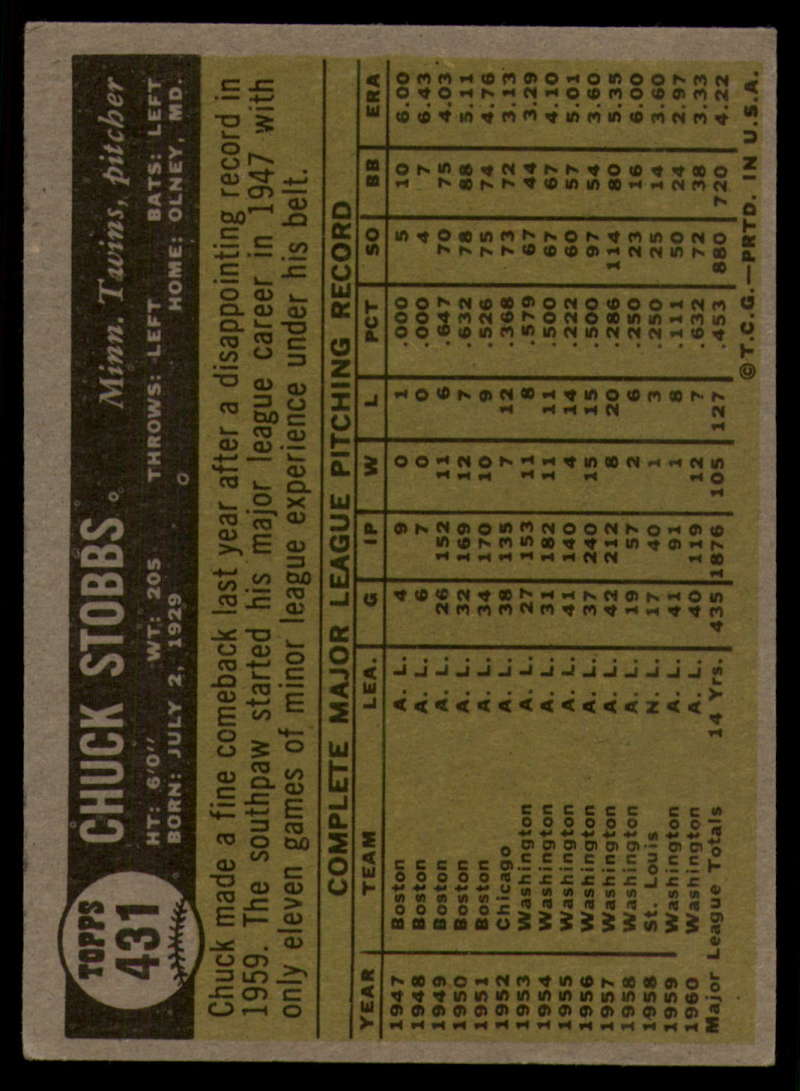 TOPPS
431
CHUCK STOBBS
Minn. Twins, pitcher
HT: 6'0" WT: 205 THROWS: LEFT BATS: LEFT
BORN: JULY 2, 1929 HOME: OLNEY, MD.
Chuck made a fine comeback last year after a disappointing record in
1959. The southpaw started his major league career in 1947 with
only eleven games of minor league experience under his belt.
COMPLETE MAJOR LEAGUE PITCHING RECORD
YEAR TEAM LEA. G IP W L PCT SO BB ERA
1947 Boston A. L. 4 9 0 1 .000 5 10 6.00
1948 Boston A. L. 6 7 0 0 .000 4 7 6.43
1949 Boston A. L. 26 152 11 6 .647 70 75 4.03
1950 Boston A. L. 32 169 12 7 .632 78 88 5.11
1951 Boston A. L. 34 170 10 9 .526 75 74 4.76
1952 Chicago A. L. 38 135 7 12 .368 73 72 3.13
1953 Washington A. L. 27 153 11 8 .579 67 44 3.29
1954 Washington A. L. 31 182 11 11 .500 67 67 4.10
1955 Washington A. L. 41 140 4 14 .222 60 57 5.01
1956 Washington A. L. 37 240 15 15 .500 97 54 3.60
1957 Washington A. L. 42 212 8 20 .286 114 80 5.35
1958 Washington A. L. 19 57 2 6 .250 23 16 6.00
1958 St. Louis N. L. 17 40 1 3 .250 25 14 3.60
1959 Washington A. L. 41 91 1 8 .111 50 24 2.97
1960 Washington A. L. 40 119 12 7 .632 72 38 3.33
Major League Totals 14 Yrs. 435 1876 105 127 .453 880 720 4.22
©T.C.G.—PRTD. IN U.S.A.